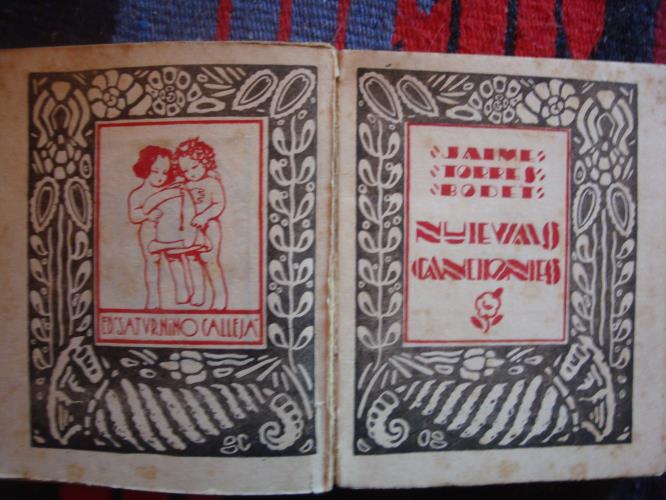 ED. SATVRNiNO CALLEJA
JAIME
TORRES
BODET
NUEVAS
CANCIONES